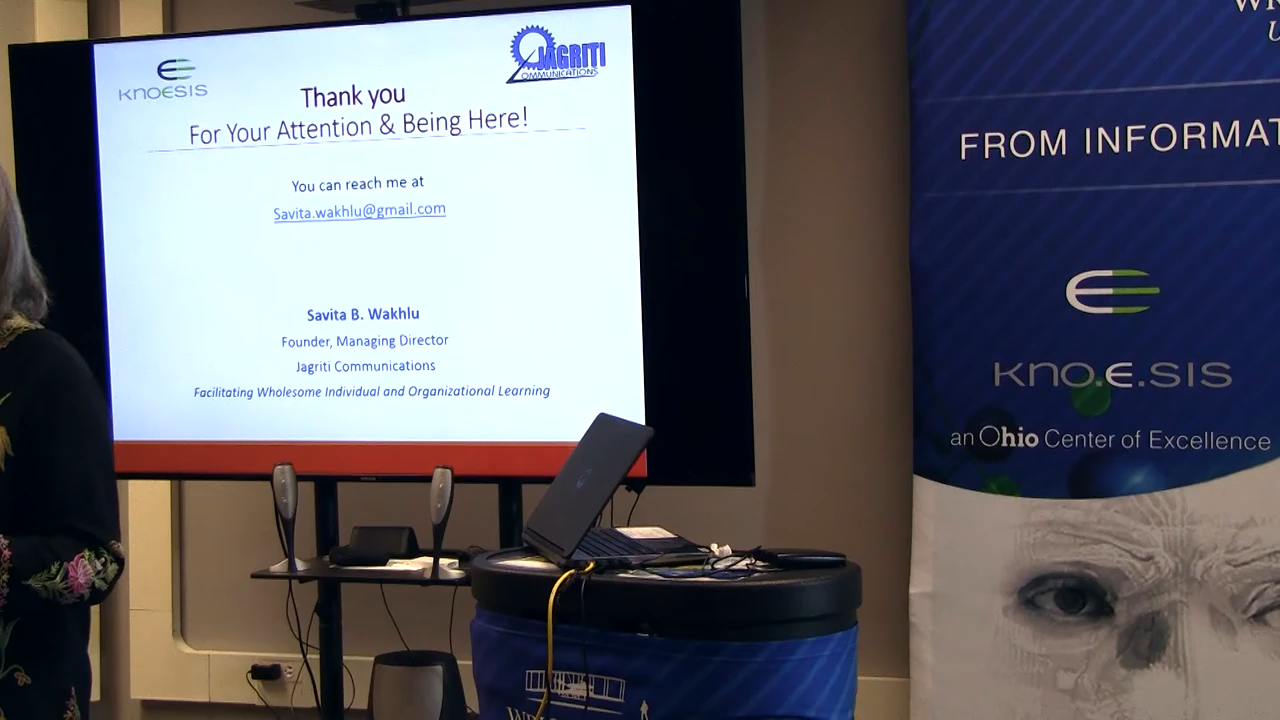 KNOESIS
JAGRITI
COMMUNICATIONS
Thank you
For Your Attention & Being Here!
You can reach me at
Savita.wakhlu@gmail.com
Savita B. Wakhlu
Founder, Managing Director
Jagriti Communications
Facilitating Wholesome Individual and Organizational Learning
FROM INFORMAT
KNO.E.SIS
an Ohio Center of Excellence